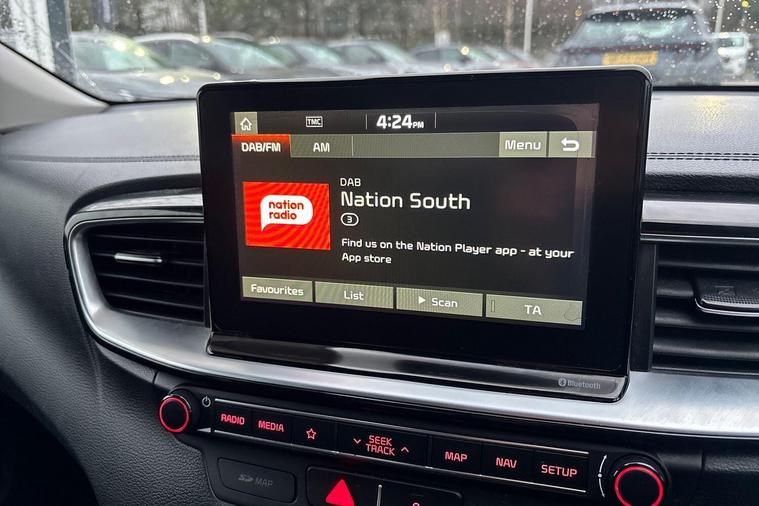 TMC
4:24PM
DAB/FM
AM
Menu
DAB
Nation South
3
nation
radio
Find us on the Nation Player app - at your
App store
Favourites
List
Scan
TA
Bluetooth
RADIO
MEDIA
SEEK
TRACK
MAP
NAV
SETUP
SD MAP